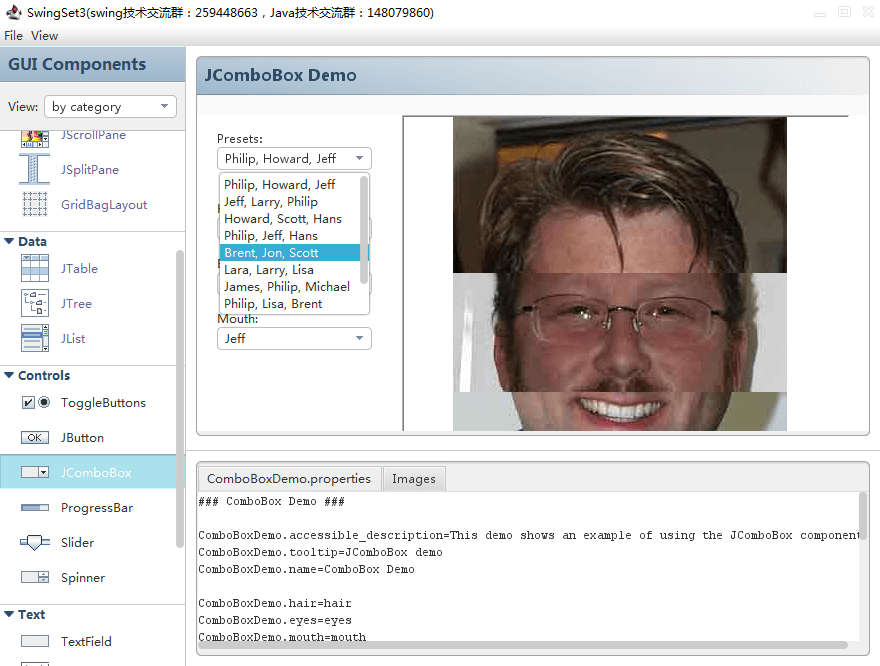 SwingSet3(swing技术交流群：259448663，Java技术交流群：148079860)
File View
GUI Components
View: by category
JScrollPane
JSplitPane
GridBagLayout
Data
JTable
JTree
JList
Controls
ToggleButtons
OK JButton
JComboBox
ProgressBar
Slider
Spinner
Text
TextField
JComboBox Demo
Presets:
Philip, Howard, Jeff
Philip, Howard, Jeff
Jeff, Larry, Philip
Howard, Scott, Hans
Philip, Jeff, Hans
Brent, Jon, Scott
Lara, Larry, Lisa
James, Philip, Michael
Philip, Lisa, Brent
Mouth:
Jeff
ComboBoxDemo.properties Images
### ComboBox Demo ###
ComboBoxDemo.accessible_description=This demo shows an example of using the JComboBox component
ComboBoxDemo.tooltip=JComboBox demo
ComboBoxDemo.name=ComboBox Demo
ComboBoxDemo.hair=hair
ComboBoxDemo.eyes=eyes
ComboBoxDemo.mouth=mouth